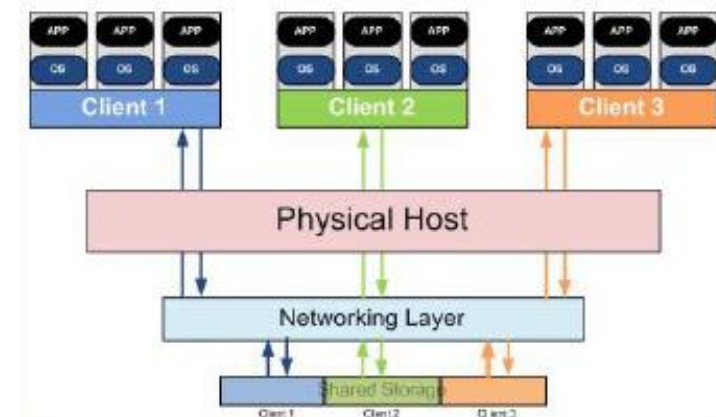 APP APP APP APP APP APP APP APP APP
OS OS OS OS OS OS OS OS OS
Client 1 Client 2 Client 3
Physical Host
Networking Layer
Shared Storage
Client 1 Client 2 Client 3